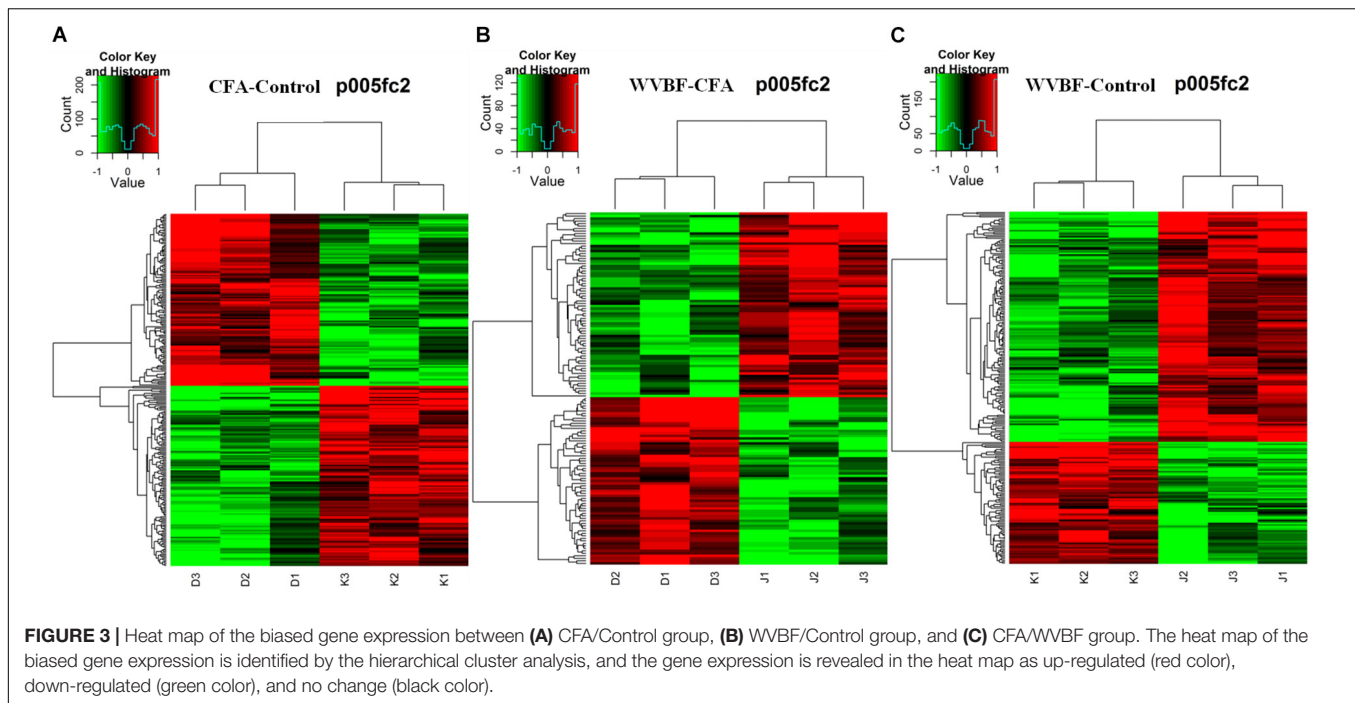 A
Color Key
and Histogram
Count
0
100
200
-1
0
1
Value
CFA-Control p005fc2
D3
D2
D1
K3
K2
K1
B
Color Key
and Histogram
Count
0
40
80
120
-1
0
1
Value
WVBF-CFA p005fc2
D2
D1
D3
J1
J2
J3
C
Color Key
and Histogram
Count
0
50
150
-1
0
1
Value
WVBF-Control p005fc2
K1
K2
K3
J2
J3
J1
FIGURE 3 | Heat map of the biased gene expression between (A) CFA/Control group, (B) WVBF/Control group, and (C) CFA/WVBF group. The heat map of the
biased gene expression is identified by the hierarchical cluster analysis, and the gene expression is revealed in the heat map as up-regulated (red color),
down-regulated (green color), and no change (black color).